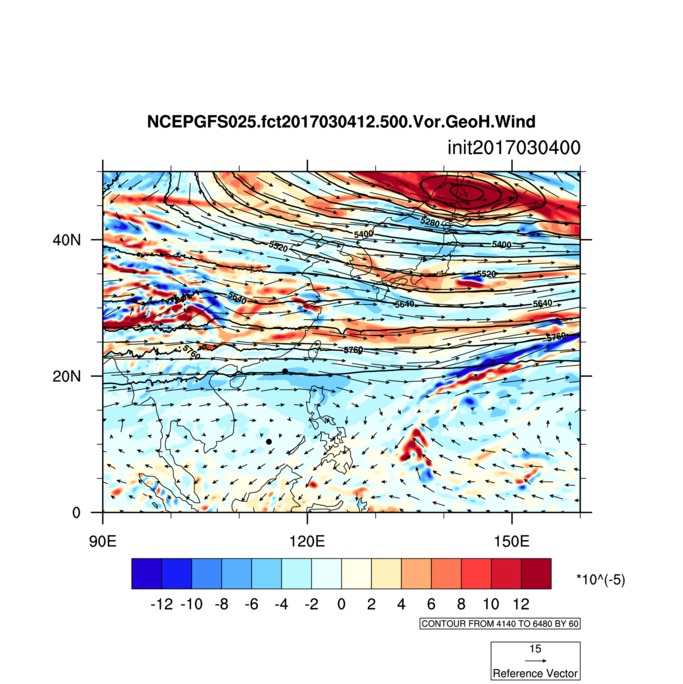 NCEPGFS025.fct2017030412.500.Vor.GeoH.Wind
init2017030400
5280
5400
5520
5400
40N
5520
5640
5640
5640
5760
5760
5760
20N
0
90E 120E 150E
-12 -10 -8 -6 -4 -2 0 2 4 6 8 10 12
*10^(-5)
CONTOUR FROM 4140 TO 6480 BY 60
15
Reference Vector